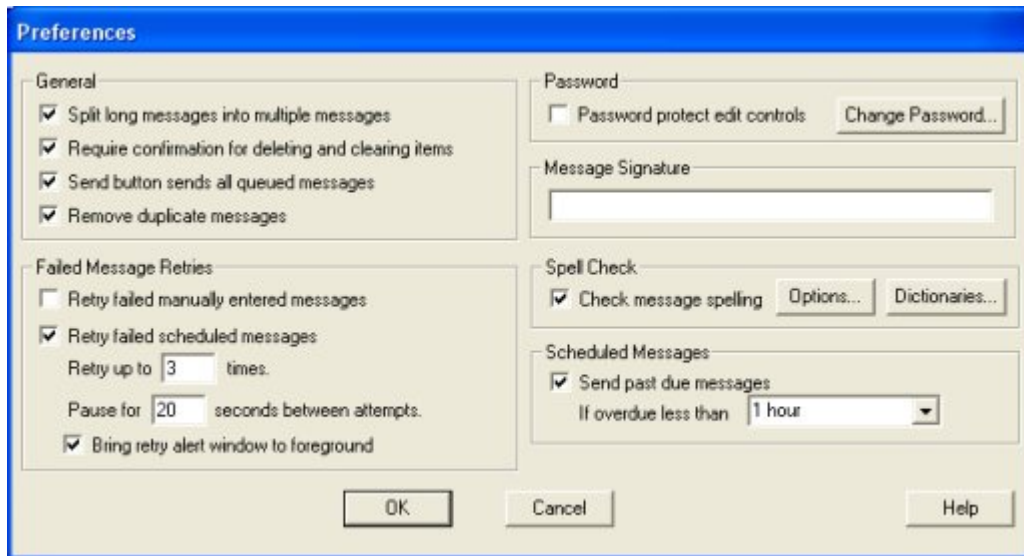 Preferences
General
Split long messages into multiple messages
Require confirmation for deleting and clearing items
Send button sends all queued messages
Remove duplicate messages
Failed Message Retries
Retry failed manually entered messages
Retry failed scheduled messages
Retry up to 3 times.
Pause for 20 seconds between attempts.
Bring retry alert window to foreground
Password
Password protect edit controls Change Password...
Message Signature
Spell Check
Check message spelling Options... Dictionaries...
Scheduled Messages
Send past due messages
If overdue less than 1 hour
OK Cancel Help